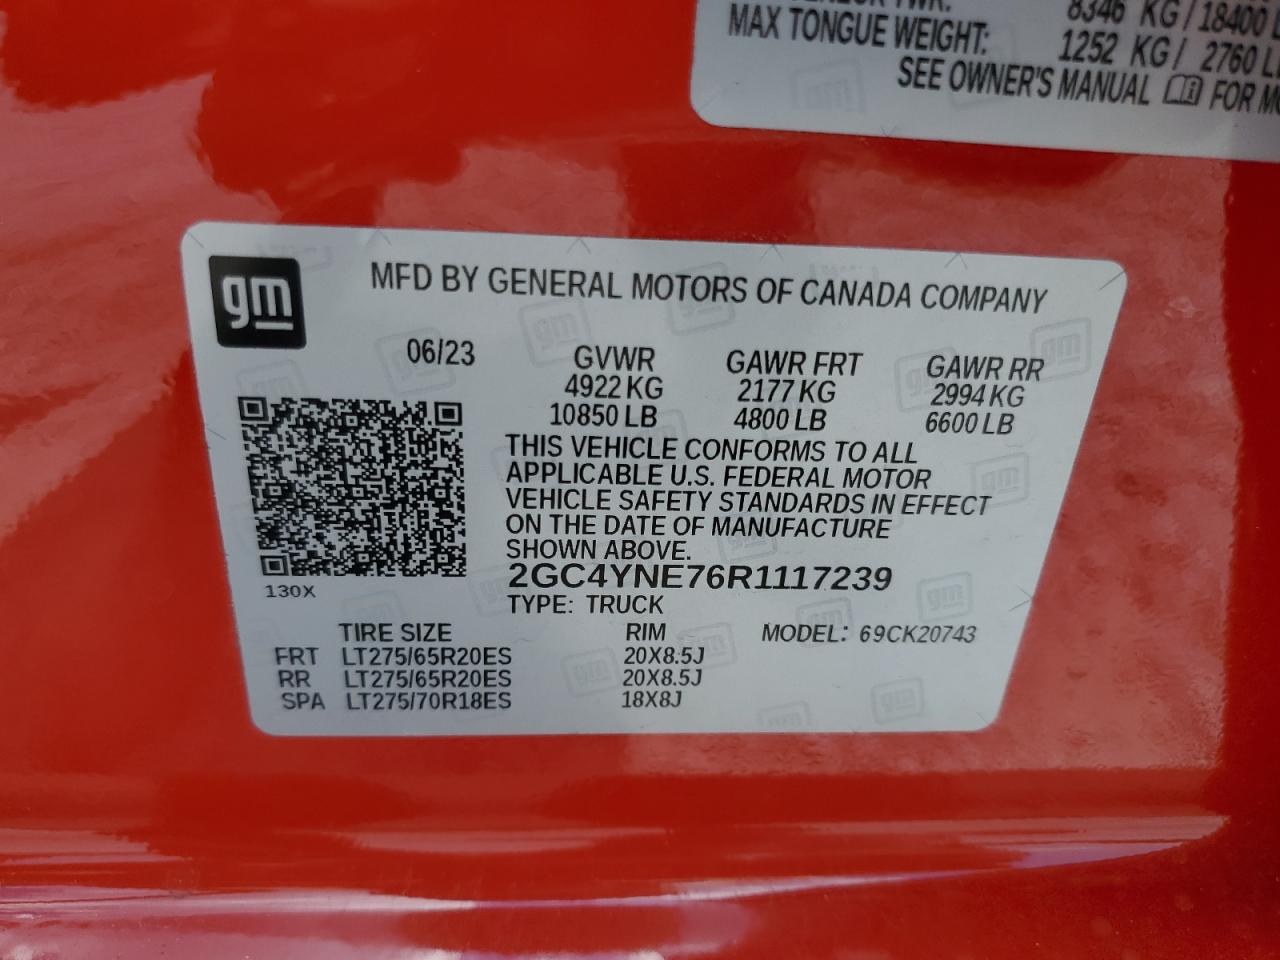 8346 KG / 18400
MAX TONGUE WEIGHT: 1252 KG / 2760
SEE OWNER'S MANUAL FOR
gm
MFD BY GENERAL MOTORS OF CANADA COMPANY
06/23 GVWR GAWR FRT GAWR RR
4922 KG 2177 KG 2994 KG
10850 LB 4800 LB 6600 LB
THIS VEHICLE CONFORMS TO ALL
APPLICABLE U.S. FEDERAL MOTOR
VEHICLE SAFETY STANDARDS IN EFFECT
ON THE DATE OF MANUFACTURE
SHOWN ABOVE.
2GC4YNE76R1117239
130X
TYPE: TRUCK
TIRE SIZE RIM MODEL: 69CK20743
FRT LT275/65R20ES 20X8.5J
RR LT275/65R20ES 20X8.5J
SPA LT275/70R18ES 18X8J